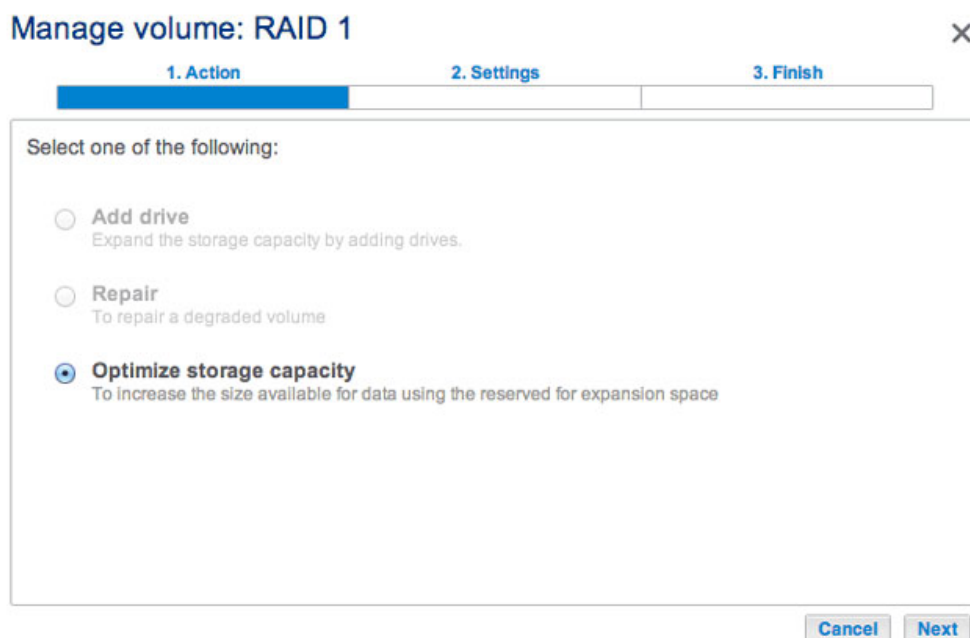 Manage volume: RAID 1
1. Action
2. Settings
3. Finish
Select one of the following:
Add drive
Expand the storage capacity by adding drives.
Repair
To repair a degraded volume
Optimize storage capacity
To increase the size available for data using the reserved for expansion space
Cancel
Next